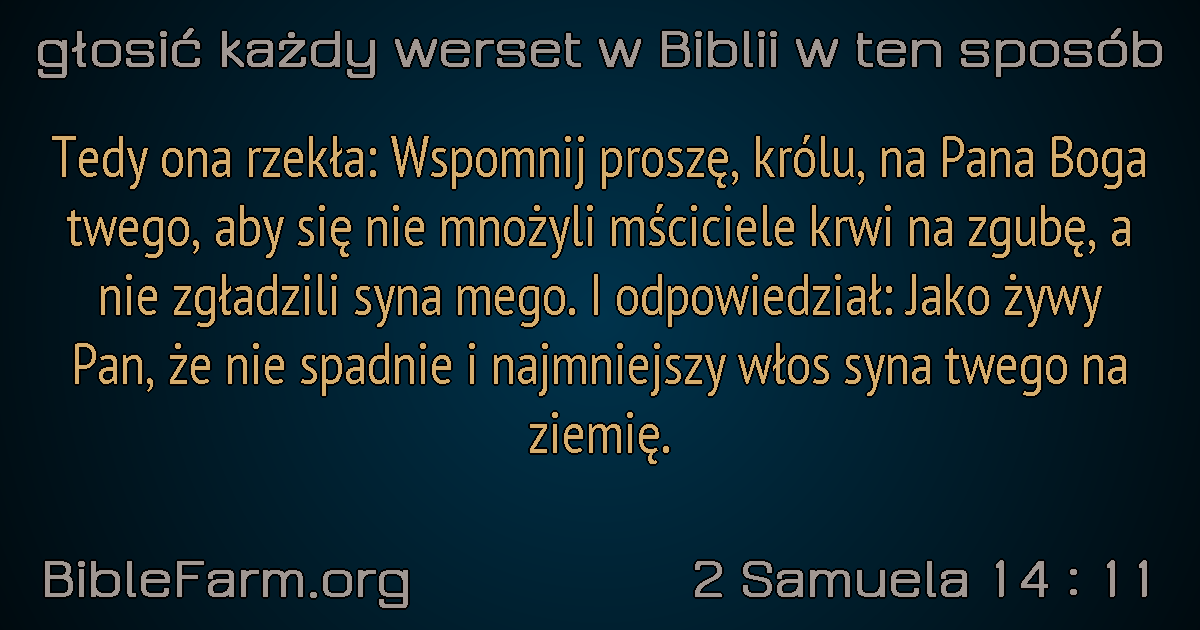 głosić każdy werset w Biblii w ten sposób
Tedy ona rzekła: Wspomnij proszę, królu, na Pana Boga
twego, aby się nie mnożyli mściciele krwi na zgubę, a
nie zgładzili syna mego. I odpowiedział: Jako żywy
Pan, że nie spadnie i najmniejszy włos syna twego na
ziemię.
BibleFarm.org
2 Samuela 14 : 11